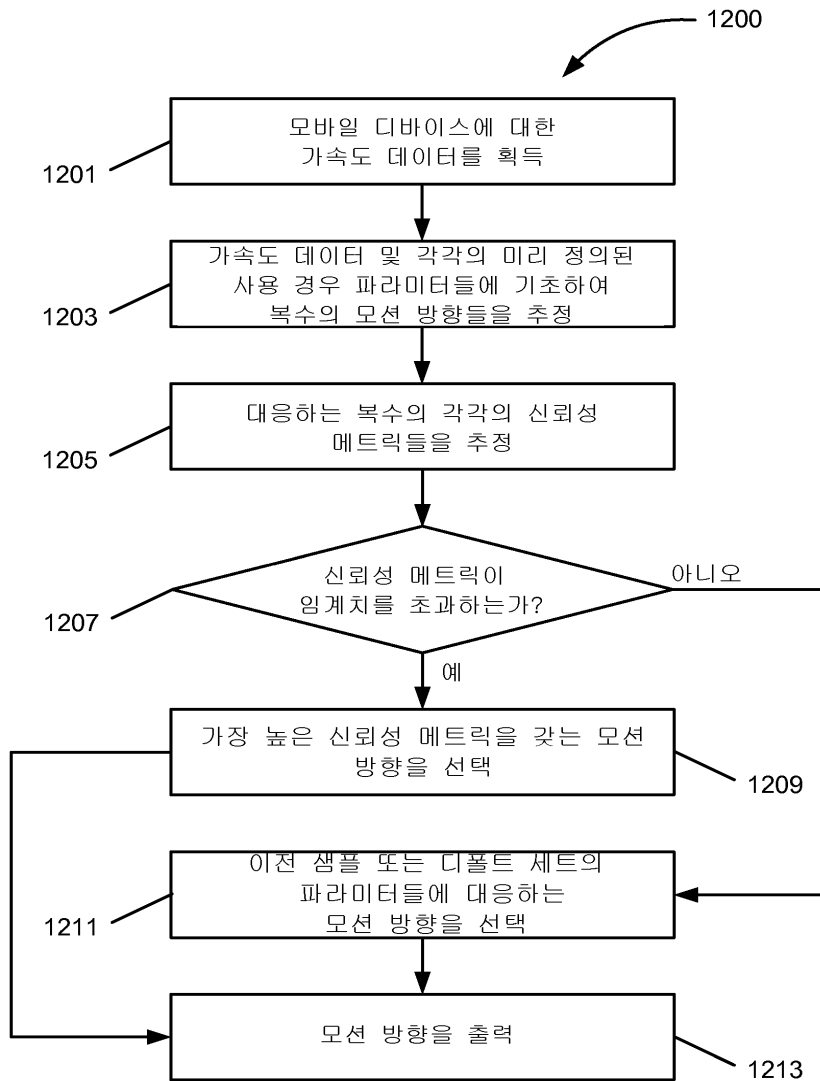 1200
모바일 디바이스에 대한
가속도 데이터를 획득
1201
가속도 데이터 및 각각의 미리 정의된
사용 경우 파라미터들에 기초하여
복수의 모션 방향들을 추정
1203
대응하는 복수의 각각의 신뢰성
메트릭들을 추정
1205
신뢰성 메트릭이
임계치를 초과하는가?
1207
아니오
예
가장 높은 신뢰성 메트릭을 갖는 모션
방향을 선택
1209
이전 샘플 또는 디폴트 세트의
파라미터들에 대응하는
모션 방향을 선택
1211
모션 방향을 출력
1213